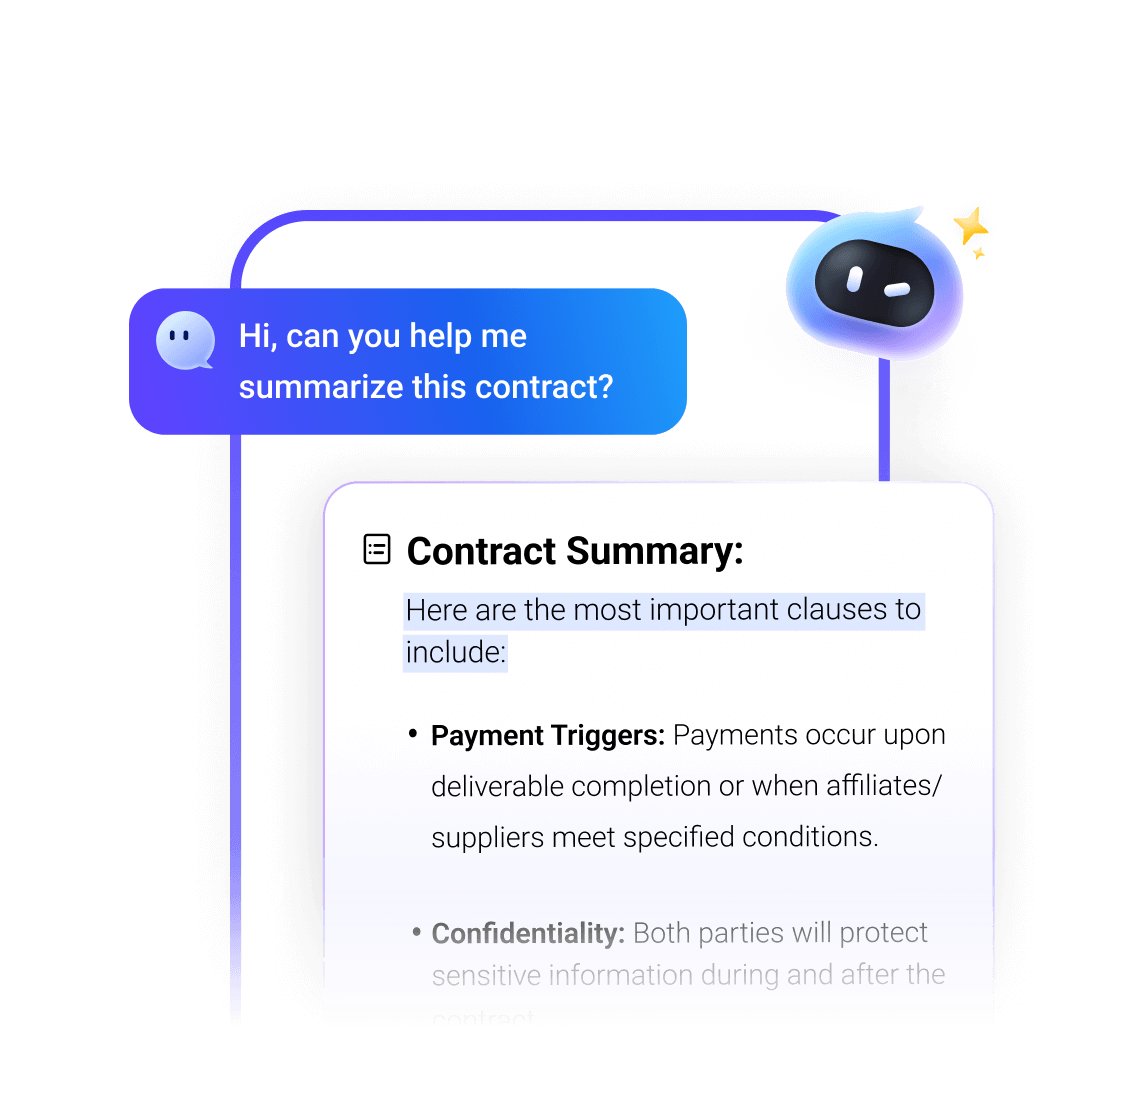 Hi, can you help me
summarize this contract?
Contract Summary:
Here are the most important clauses to
include:
• Payment Triggers: Payments occur upon
deliverable completion or when affiliates/
suppliers meet specified conditions.
• Confidentiality: Both parties will protect
sensitive information during and after the
contract